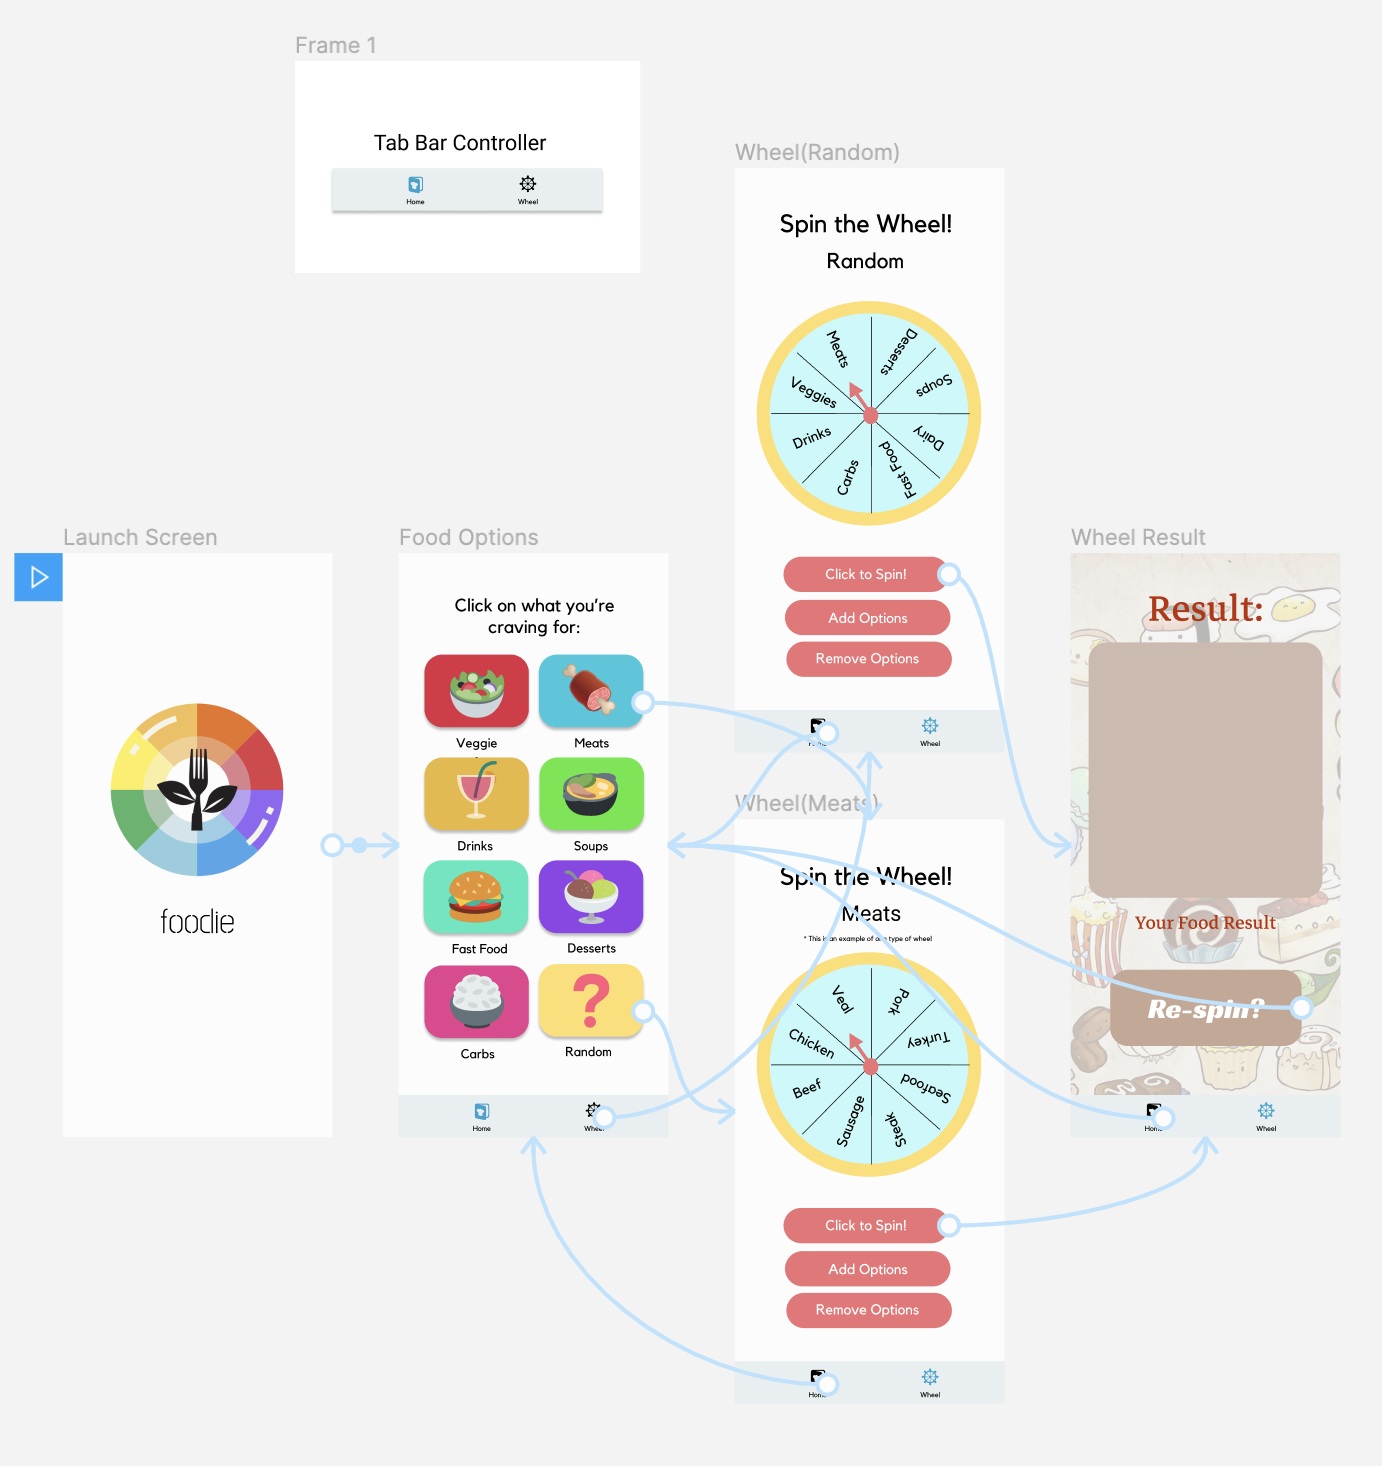 Frame 1
Tab Bar Controller
Home
Wheel
Wheel(Random)
Spin the Wheel!
Random
Desserts
Soups
Dairy
Fast Food
Carbs
Drinks
Veggies
Meats
Click to Spin!
Add Options
Remove Options
Wheel
Launch Screen
foodie
Food Options
Click on what you're
craving for:
Veggie
Meats
Drinks
Soups
Fast Food
Desserts
Carbs
Random
Home
Wheel
Wheel(Meats)
Spin the Wheel!
Meats
* This is an example of one type of wheel
Pork
Turkey
Seafood
Steak
Sausage
Beef
Chicken
Veal
Click to Spin!
Add Options
Remove Options
Home
Wheel
Wheel Result
Result:
Your Food Result
Re-spin?
Home
Wheel